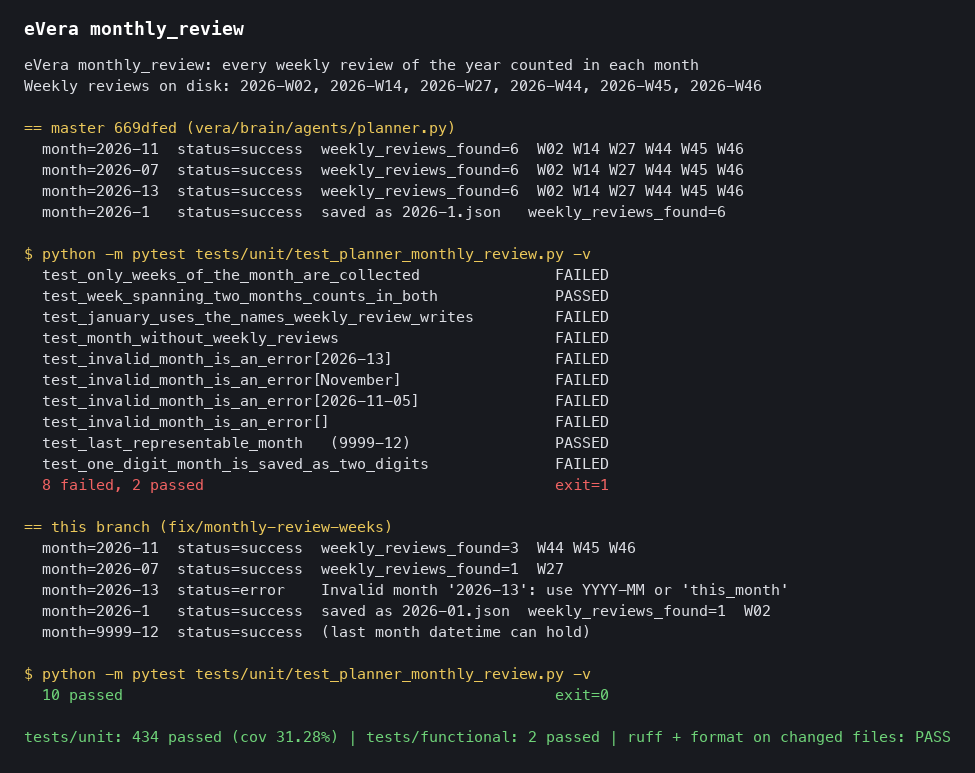 eVera monthly_review
eVera monthly_review: every weekly review of the year counted in each month
Weekly reviews on disk: 2026-W02, 2026-W14, 2026-W27, 2026-W44, 2026-W45, 2026-W46
== master 669dfed (vera/brain/agents/planner.py)
month=2026-11  status=success  weekly_reviews_found=6  W02 W14 W27 W44 W45 W46
month=2026-07  status=success  weekly_reviews_found=6  W02 W14 W27 W44 W45 W46
month=2026-13  status=success  weekly_reviews_found=6  W02 W14 W27 W44 W45 W46
month=2026-1   status=success  saved as 2026-1.json   weekly_reviews_found=6
$ python -m pytest tests/unit/test_planner_monthly_review.py -v
test_only_weeks_of_the_month_are_collected               FAILED
test_week_spanning_two_months_counts_in_both             PASSED
test_january_uses_the_names_weekly_review_writes         FAILED
test_month_without_weekly_reviews                        FAILED
test_invalid_month_is_an_error[2026-13]                  FAILED
test_invalid_month_is_an_error[November]                 FAILED
test_invalid_month_is_an_error[2026-11-05]               FAILED
test_invalid_month_is_an_error[]                         FAILED
test_last_representable_month   (9999-12)                PASSED
test_one_digit_month_is_saved_as_two_digits              FAILED
8 failed, 2 passed                                       exit=1
== this branch (fix/monthly-review-weeks)
month=2026-11  status=success  weekly_reviews_found=3  W44 W45 W46
month=2026-07  status=success  weekly_reviews_found=1  W27
month=2026-13  status=error    Invalid month '2026-13': use YYYY-MM or 'this_month'
month=2026-1   status=success  saved as 2026-01.json  weekly_reviews_found=1  W02
month=9999-12  status=success  (last month datetime can hold)
$ python -m pytest tests/unit/test_planner_monthly_review.py -v
10 passed                                                exit=0
tests/unit: 434 passed (cov 31.28%) | tests/functional: 2 passed | ruff + format on changed files: PASS